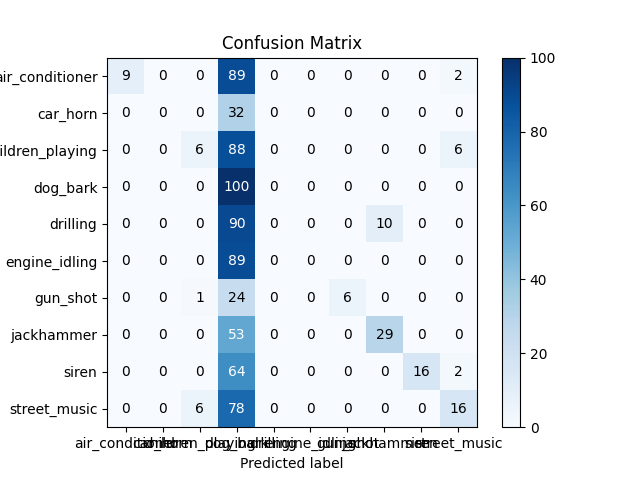 Confusion Matrix
air_conditioner 9 0 0 89 0 0 0 0 0 2
car_horn 0 0 0 32 0 0 0 0 0 0
ildren_playing 0 0 6 88 0 0 0 0 0 6
dog_bark 0 0 0 100 0 0 0 0 0 0
drilling 0 0 0 90 0 0 0 10 0 0
engine_idling 0 0 0 89 0 0 0 0 0 0
gun_shot 0 0 1 24 0 0 6 0 0 0
jackhammer 0 0 0 53 0 0 0 29 0 0
siren 0 0 0 64 0 0 0 0 16 2
street_music 0 0 6 78 0 0 0 0 0 16
street_music
Predicted label
100
80
60
40
20
0